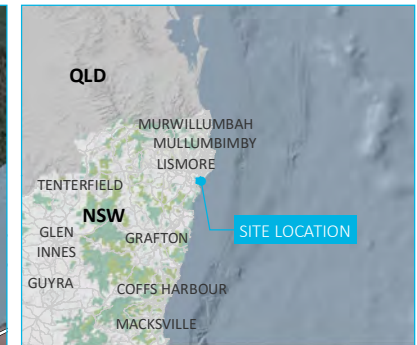 QLD
MURWILLUMBAH
MULLUMBIMBY
LISMORE
TENTERFIELD
NSW
GLEN
INNES
GRAFTON
SITE LOCATION
GUYRA
COFFS HARBOUR
MACKSVILLE